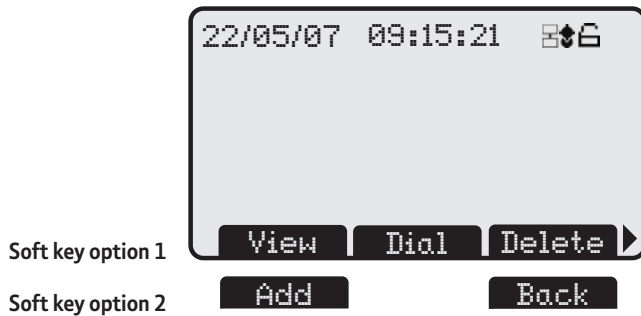 22/05/07 09:15:21
Soft key option 1 View Dial Delete
Soft key option 2 Add Back